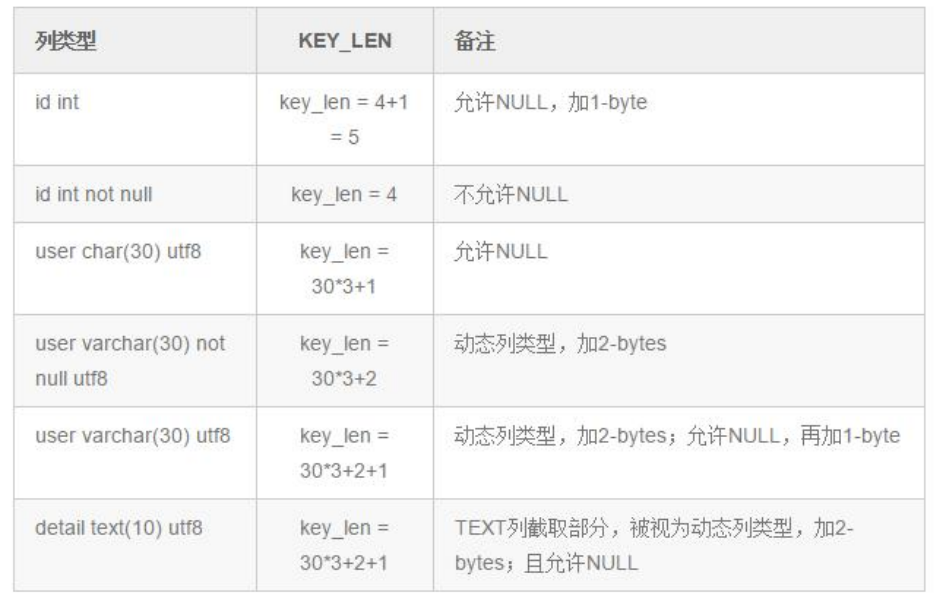 列类型 KEY_LEN 备注
id int key_len = 4+1 允许NULL，加1-byte
= 5
id int not null key_len = 4 不允许NULL
user char(30) utf8 key_len = 允许NULL
30*3+1
user varchar(30) not key_len = 动态列类型，加2-bytes
null utf8 30*3+2
user varchar(30) utf8 key_len = 动态列类型，加2-bytes；允许NULL，再加1-byte
30*3+2+1
detail text(10) utf8 key_len = TEXT列截取部分，被视为动态列类型，加2-
30*3+2+1 bytes；且允许NULL